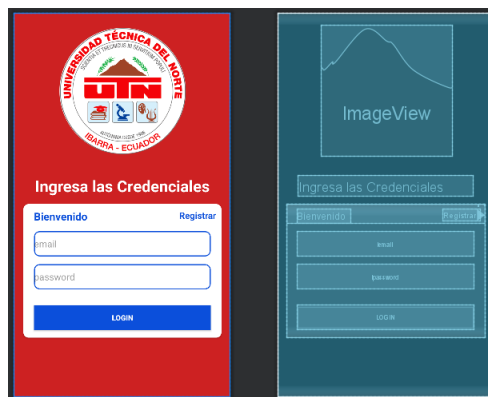 UNIVERSIDAD TÉCNICA DEL NORTE
UTN
IBARRA - ECUADOR
Ingresa las Credenciales
Bienvenido
Registrar
email
password
LOGIN
ImageView
Ingresa las Credenciales
Bienvenido
Registrar
email
password
LOGIN